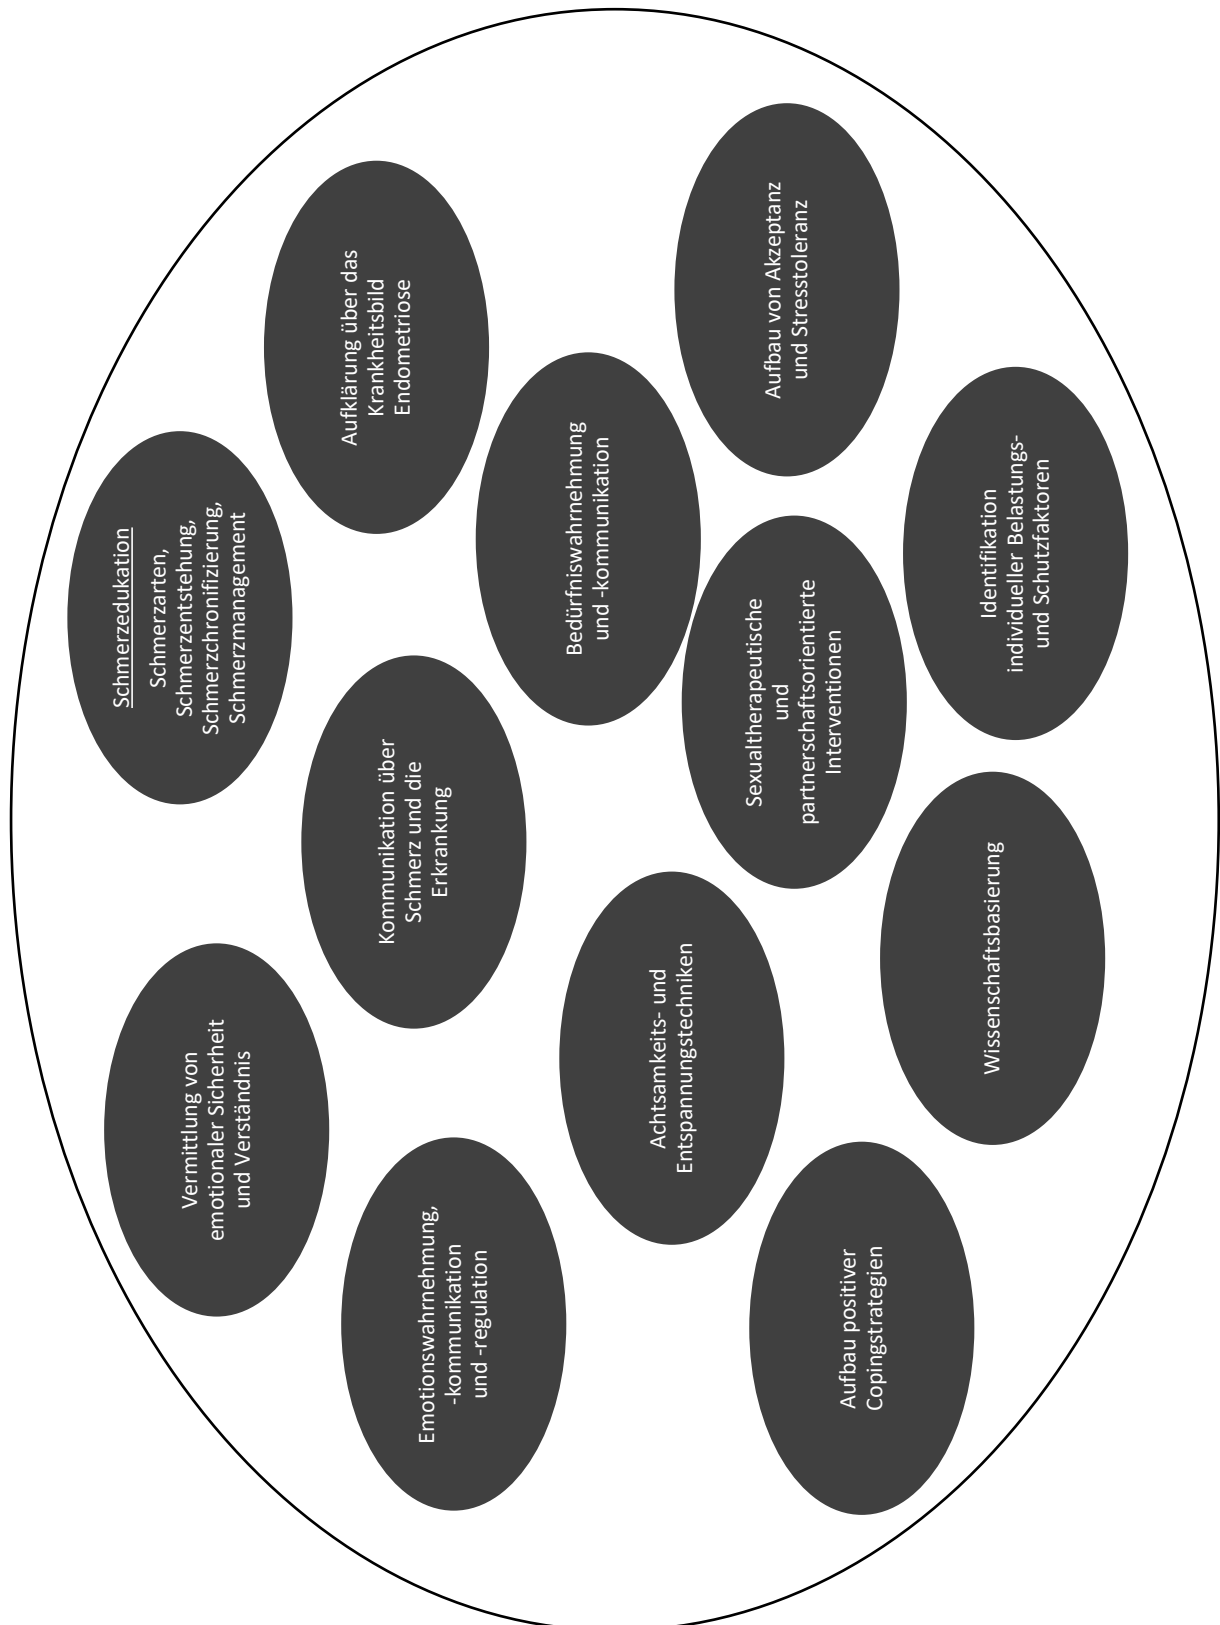 Vermittlung von
emotionaler Sicherheit
und Verständnis
Schmerzedukation
Schmerzarten,
Schmerzentstehung,
Schmerzchronifizierung,
Schmerzmanagement
Aufklärung über das
Krankheitsbild
Endometriose
Kommunikation über
Schmerz und die
Erkrankung
Emotionswahrnehmung,
-kommunikation
und -regulation
Bedürfniswahrnehmung
und -kommunikation
Achtsamkeits- und
Entspannungstechniken
Sexualtherapeutische
und
partnerschaftsorientierte
Interventionen
Aufbau von Akzeptanz
und Stresstoleranz
Aufbau positiver
Copingstrategien
Wissenschaftsbasierung
Identifikation
individueller Belastungs-
und Schutzfaktoren